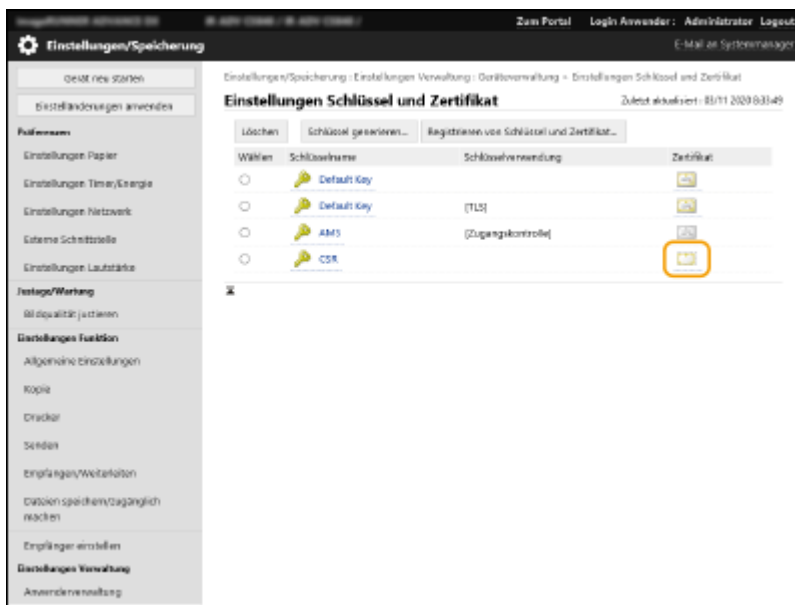 Zum Portal Login Anwender: Administrator Logout
Einstellungen/Speicherung E-Mail an Systemmanager
Gerät neu starten
Einstelländerungen anwenden
Präferenzen
Einstellungen Papier
Einstellungen Timer/Energie
Einstellungen Netzwerk
Externe Schnittstelle
Einstellungen Lautstärke
Justage/Wartung
Bildqualität justieren
Einstellungen Funktion
Allgemeine Einstellungen
Kopie
Drucker
Senden
Empfangen/Weiterleiten
Dateien speichern/zugänglich
machen
Empfänger einstellen
Einstellungen Verwaltung
Anwenderverwaltung
Einstellungen/Speicherung : Einstellungen Verwaltung : Geräteverwaltung > Einstellungen Schlüssel und Zertifikat
Einstellungen Schlüssel und Zertifikat Zuletzt aktualisiert : 03/11 2020 8:33:49
Löschen Schlüssel generieren... Registrieren von Schlüssel und Zertifikat...
Wählen Schlüsselname Schlüsselverwendung Zertifikat
Default Key
Default Key [TLS]
AMS [Zugangskontrolle]
CSR